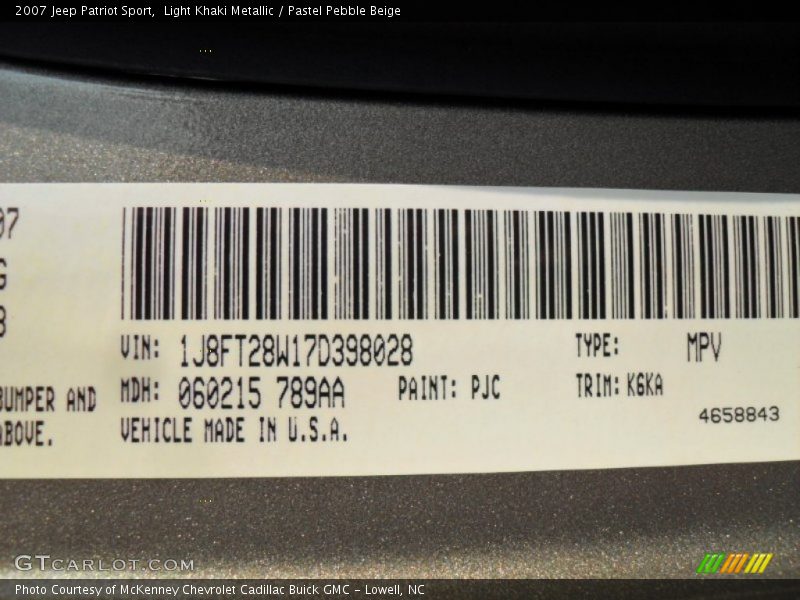 2007 Jeep Patriot Sport,  Light Khaki Metallic / Pastel Pebble Beige
07
G
8
BUMPER AND
ABOVE.
VIN: 1J8FT28W17D398028
TYPE: MPV
MDH: 060215 789AA
PAINT: PJC
TRIM: K6KA
VEHICLE MADE IN U.S.A.
4658843
GTCARLOT.COM
Photo Courtesy of McKenney Chevrolet Cadillac Buick GMC – Lowell, NC